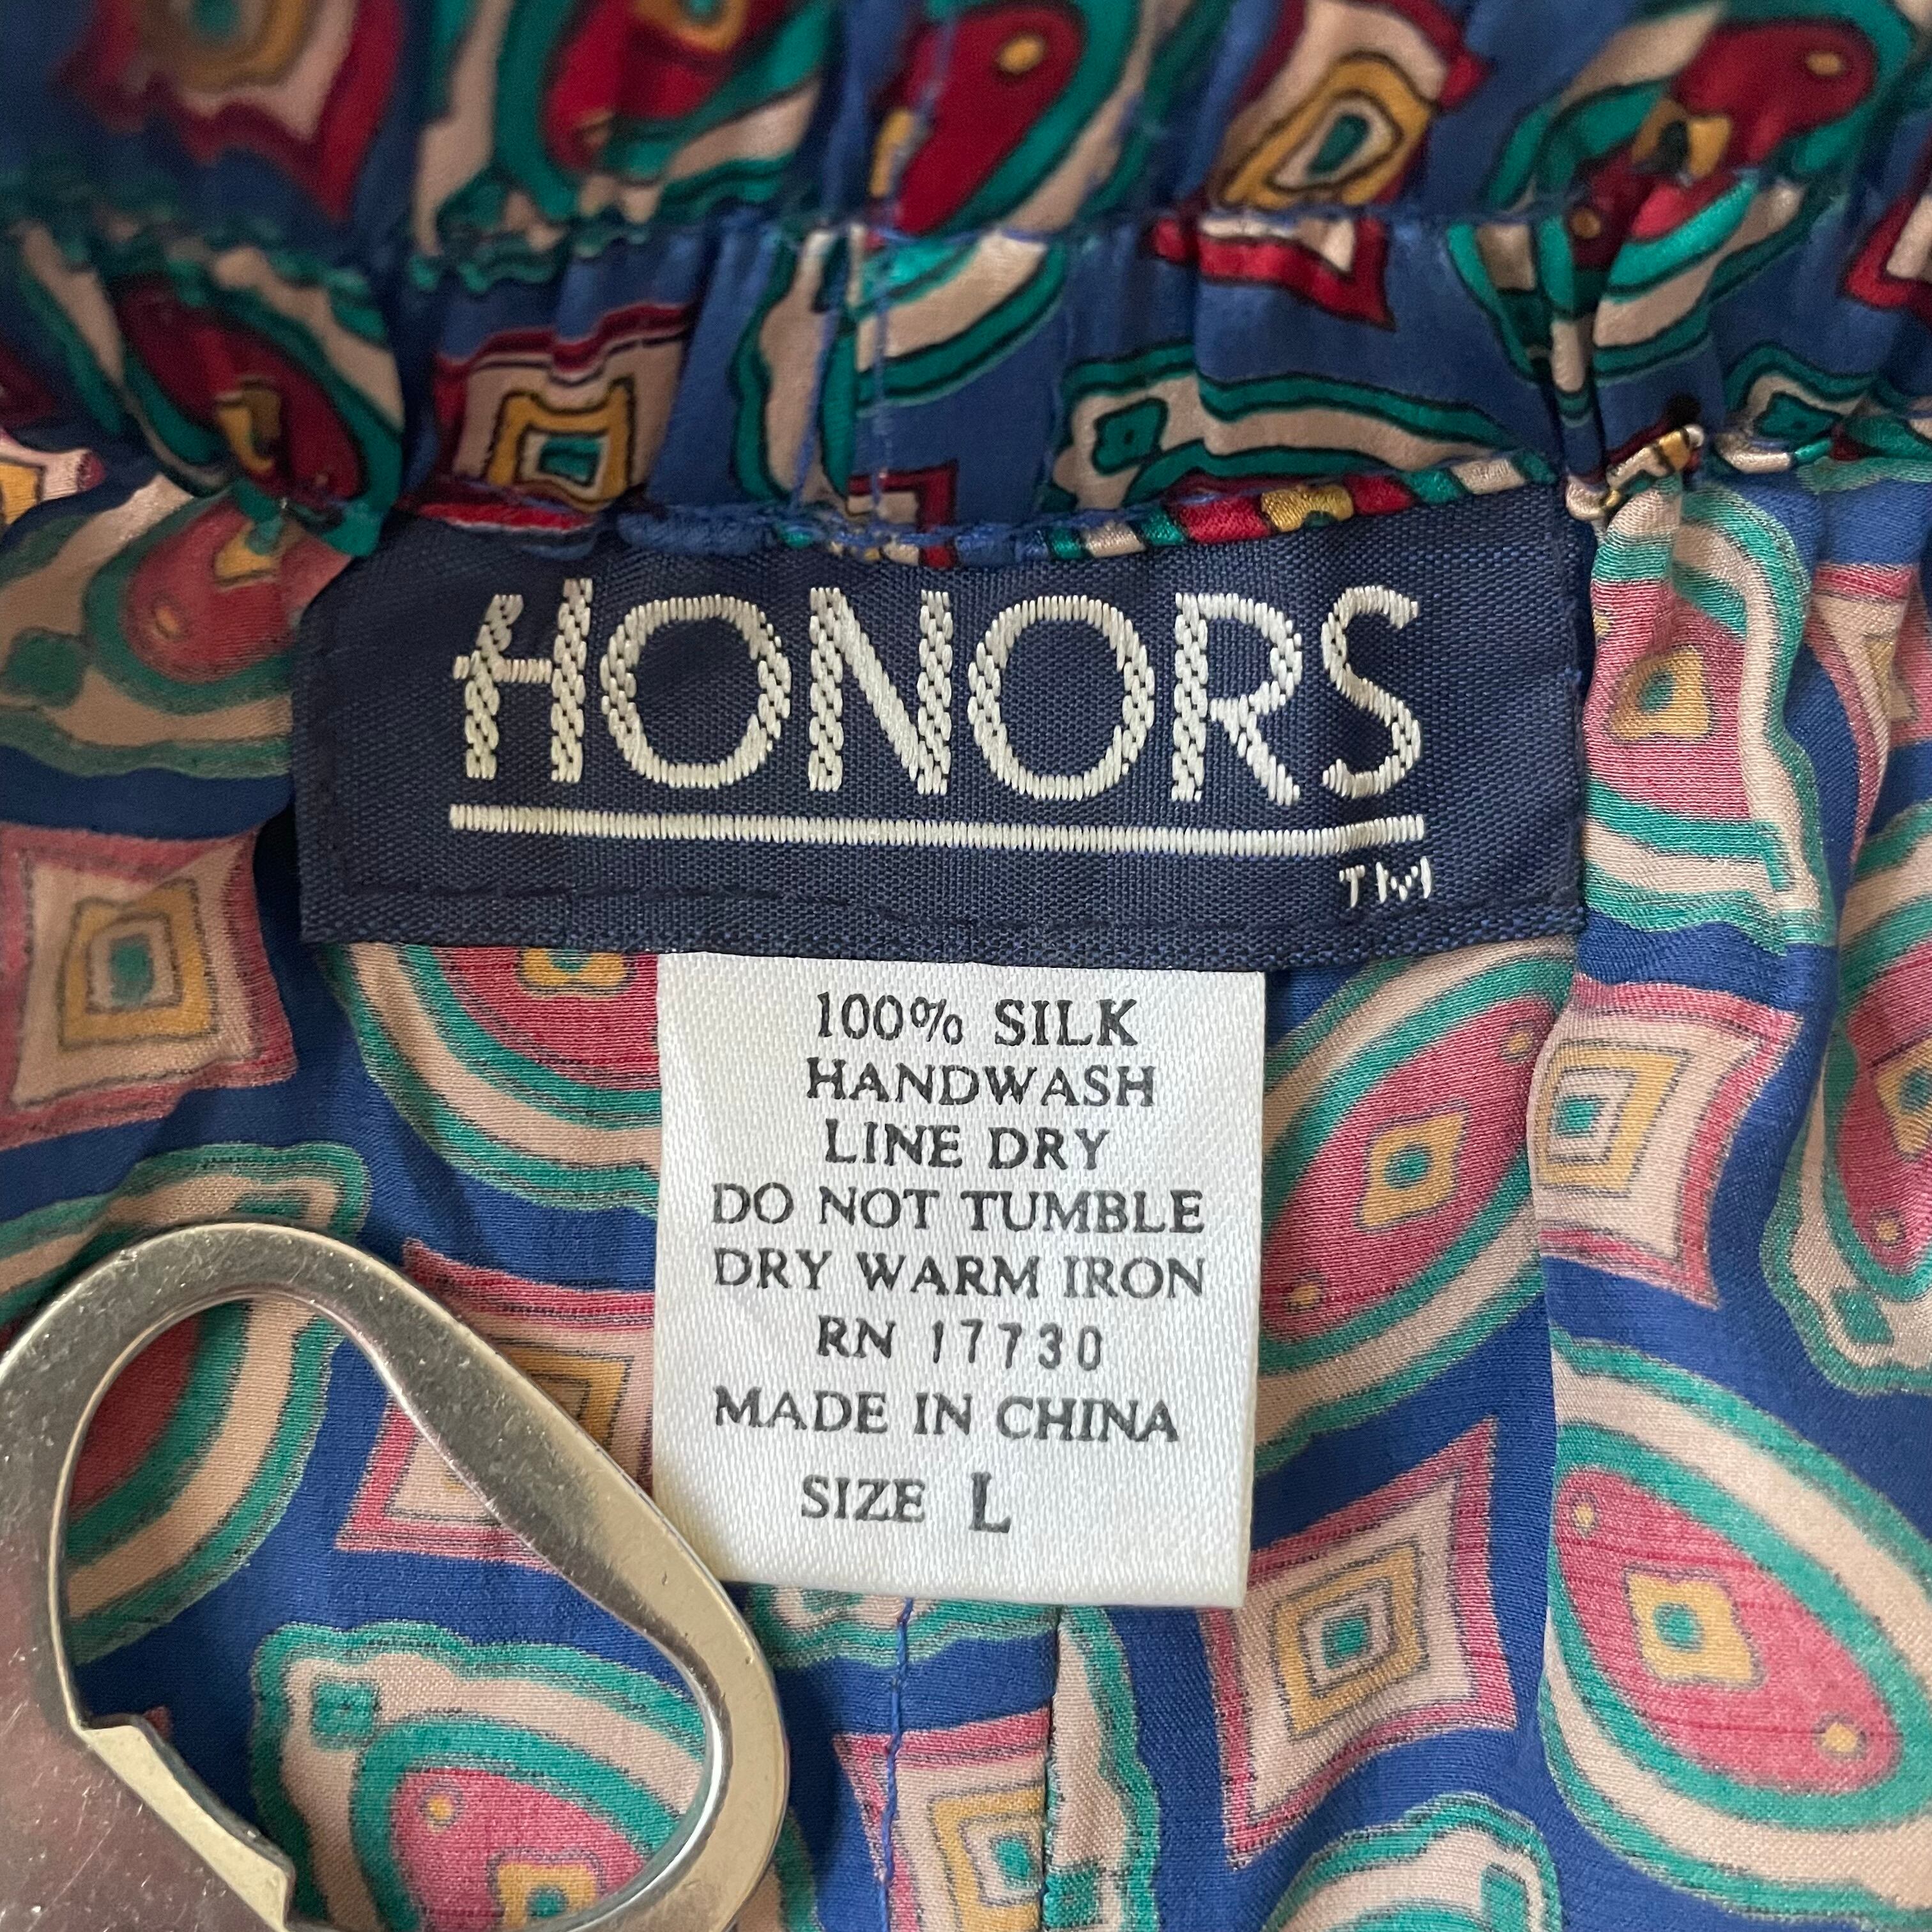 HONORS
TM
100% SILK
HANDWASH
LINE DRY
DO NOT TUMBLE
DRY WARM IRON
RN 17730
MADE IN CHINA
SIZE L